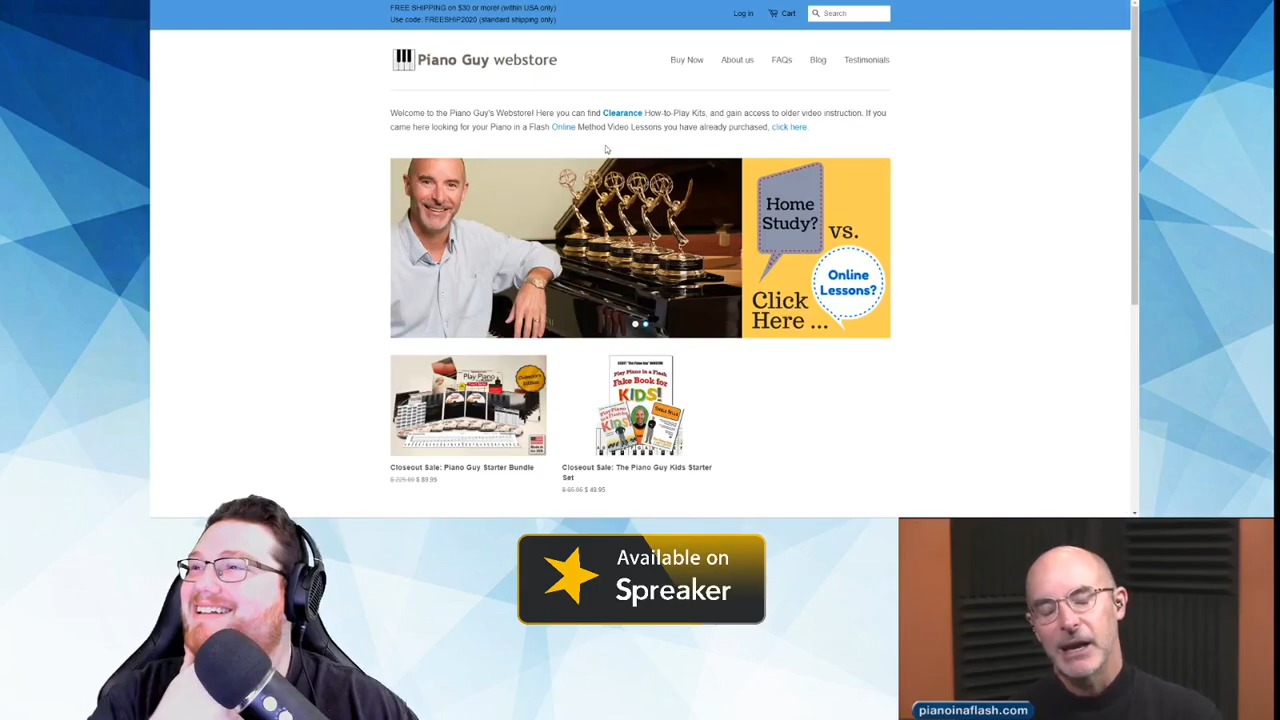 FREE SHIPPING on $30 or more! (within USA only)
Use code: FREESHIP2020 (standard shipping only)
Log in
Cart
Search
Piano Guy webstore
Buy Now
About us
FAQs
Blog
Testimonials
Welcome to the Piano Guy's Webstore! Here you can find Clearance How-to-Play Kits, and gain access to older video instruction. If you
came here looking for your Piano in a Flash Online Method Video Lessons you have already purchased, click here.
Home
Study?
vs.
Online
Lessons?
Click
Here ...
Play Piano
Play Piano in a Flash
Fake Book for
KIDS!
Closeout Sale: Piano Guy Starter Bundle
$ 89.95
Closeout Sale: The Piano Guy Kids Starter
Set
$ 49.95
Available on
Spreaker
pianoinaflash.com